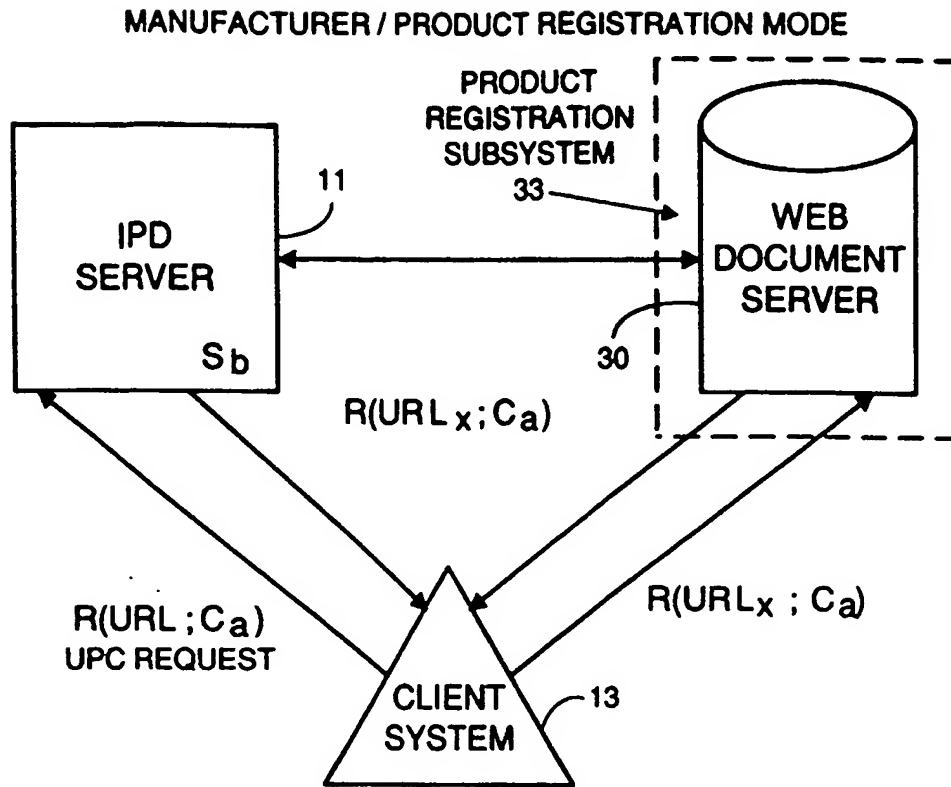 MANUFACTURER / PRODUCT REGISTRATION MODE
PRODUCT
REGISTRATION
SUBSYSTEM
33
11
IPD
SERVER
Sb
WEB
DOCUMENT
SERVER
30
R(URLx; Ca)
R(URL; Ca)
UPC REQUEST
R(URLx; Ca)
CLIENT
SYSTEM
13